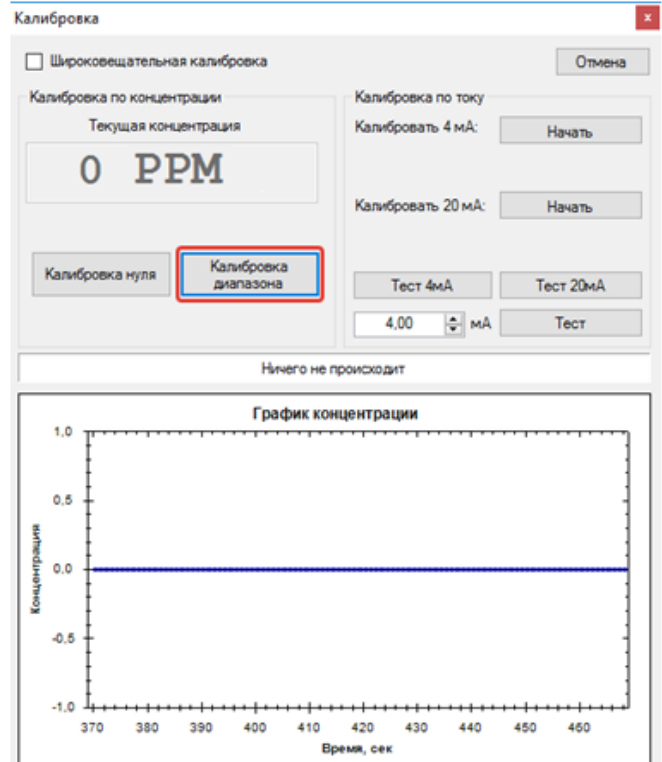 Калибровка
x
Широковещательная калибровка
Отмена
Калибровка по концентрации
Текущая концентрация
0 PPM
Калибровка нуля
Калибровка
диапазона
Калибровка по току
Калибровать 4 мА:
Начать
Калибровать 20 мА:
Начать
Тест 4мА
Тест 20мА
4,00
мА
Тест
Ничего не происходит
График концентрации
Концентрация
1,0
0,5
0,0
-0,5
-1,0
370 380 390 400 410 420 430 440 450 460
Время, сек